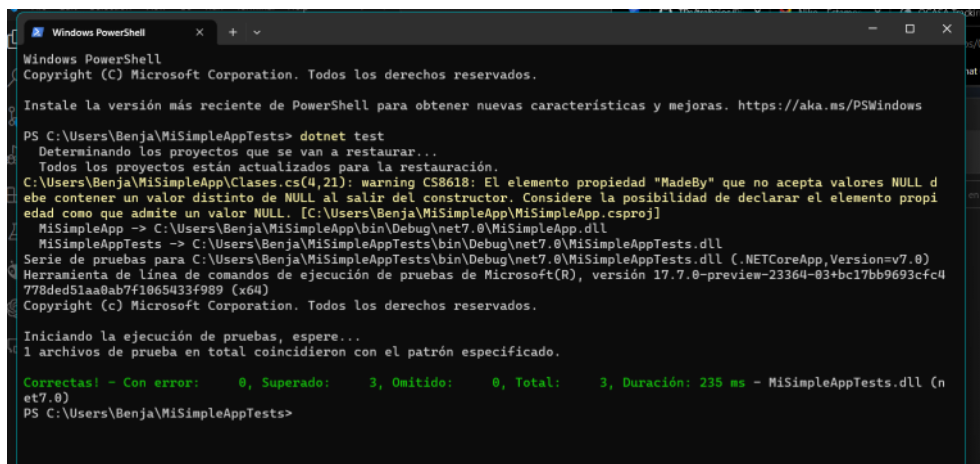 Windows PowerShell
Windows PowerShell
Copyright (C) Microsoft Corporation. Todos los derechos reservados.
Instale la versión más reciente de PowerShell para obtener nuevas características y mejoras. https://aka.ms/PSWindows
PS C:\Users\Benja\MiSimpleAppTests> dotnet test
Determinando los proyectos que se van a restaurar...
Todos los proyectos están actualizados para la restauración.
C:\Users\Benja\MiSimpleApp\Clases.cs(4,21): warning CS8618: El elemento propiedad "MadeBy" que no acepta valores NULL d
ebe contener un valor distinto de NULL al salir del constructor. Considere la posibilidad de declarar el elemento propi
edad como que admite un valor NULL. [C:\Users\Benja\MiSimpleApp\MiSimpleApp.csproj]
MiSimpleApp -> C:\Users\Benja\MiSimpleApp\bin\Debug\net7.0\MiSimpleApp.dll
MiSimpleAppTests -> C:\Users\Benja\MiSimpleAppTests\bin\Debug\net7.0\MiSimpleAppTests.dll
Serie de pruebas para C:\Users\Benja\MiSimpleAppTests\bin\Debug\net7.0\MiSimpleAppTests.dll (.NETCoreApp,Version=v7.0)
Herramienta de línea de comandos de ejecución de pruebas de Microsoft(R), versión 17.7.0-preview-23364-03+bc17bb9693cfc4
778ded51aa0ab7f1065433f989 (x64)
Copyright (c) Microsoft Corporation. Todos los derechos reservados.
Iniciando la ejecución de pruebas, espere...
1 archivos de prueba en total coincidieron con el patrón especificado.
Correctas! - Con error: 0, Superado: 3, Omitido: 0, Total: 3, Duración: 235 ms - MiSimpleAppTests.dll (n
et7.0)
PS C:\Users\Benja\MiSimpleAppTests>